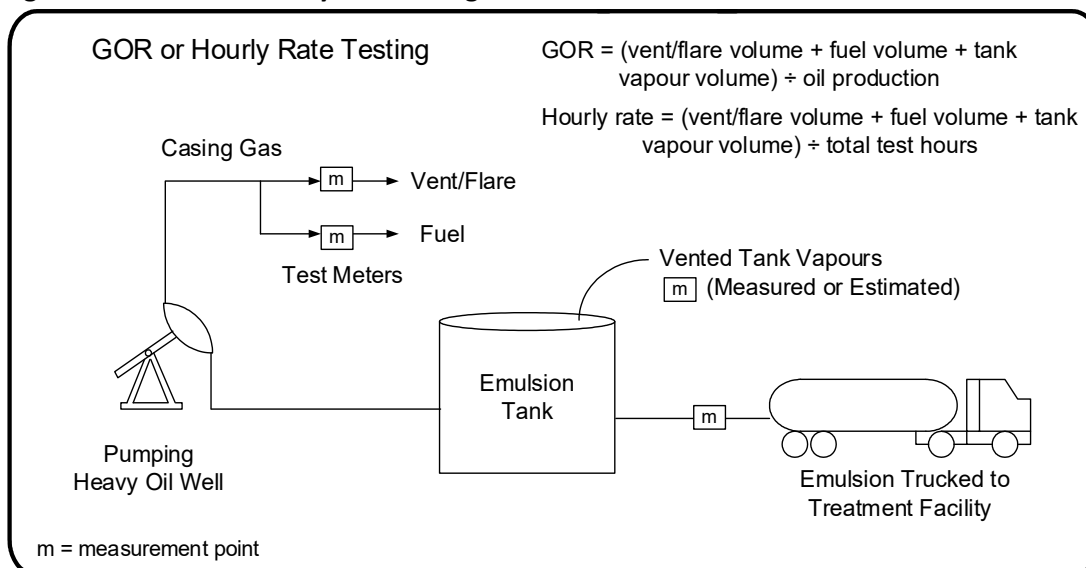 GOR or Hourly Rate Testing
GOR = (vent/flare volume + fuel volume + tank
vapour volume) ÷ oil production
Hourly rate = (vent/flare volume + fuel volume + tank
vapour volume) ÷ total test hours
Casing Gas
m
Vent/Flare
m
Fuel
Test Meters
Vented Tank Vapours
m (Measured or Estimated)
Emulsion
Tank
m
Pumping
Heavy Oil Well
Emulsion Trucked to
Treatment Facility
m = measurement point